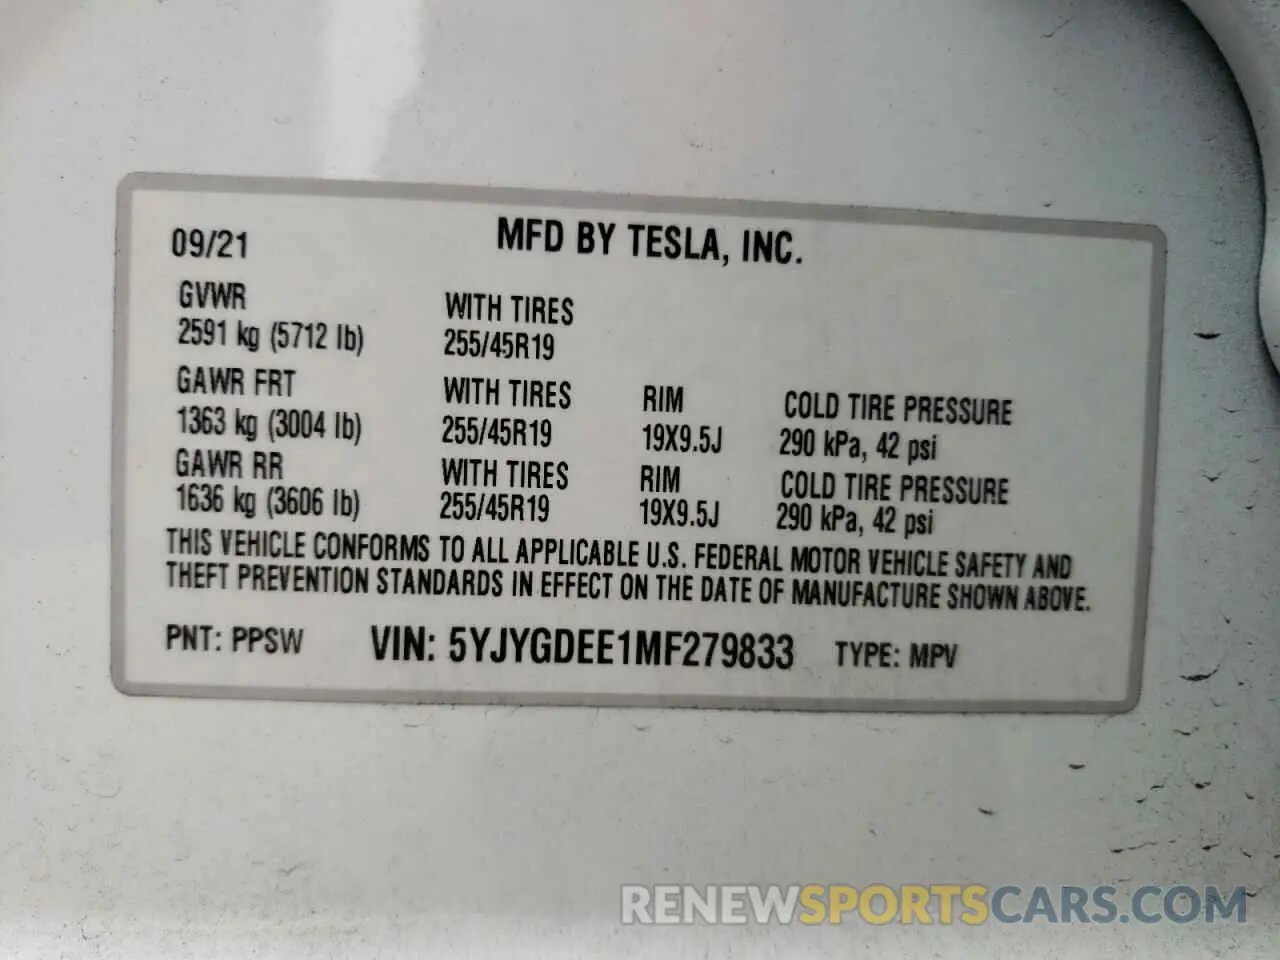 09/21 MFD BY TESLA, INC.
GVWR WITH TIRES
2591 kg (5712 lb) 255/45R19
GAWR FRT WITH TIRES RIM COLD TIRE PRESSURE
1363 kg (3004 lb) 255/45R19 19X9.5J 290 kPa, 42 psi
GAWR RR WITH TIRES RIM COLD TIRE PRESSURE
1636 kg (3606 lb) 255/45R19 19X9.5J 290 kPa, 42 psi
THIS VEHICLE CONFORMS TO ALL APPLICABLE U.S. FEDERAL MOTOR VEHICLE SAFETY AND
THEFT PREVENTION STANDARDS IN EFFECT ON THE DATE OF MANUFACTURE SHOWN ABOVE.
PNT: PPSW VIN: 5YJYGDEE1MF279833 TYPE: MPV
RENEWSPORTSCARS.COM